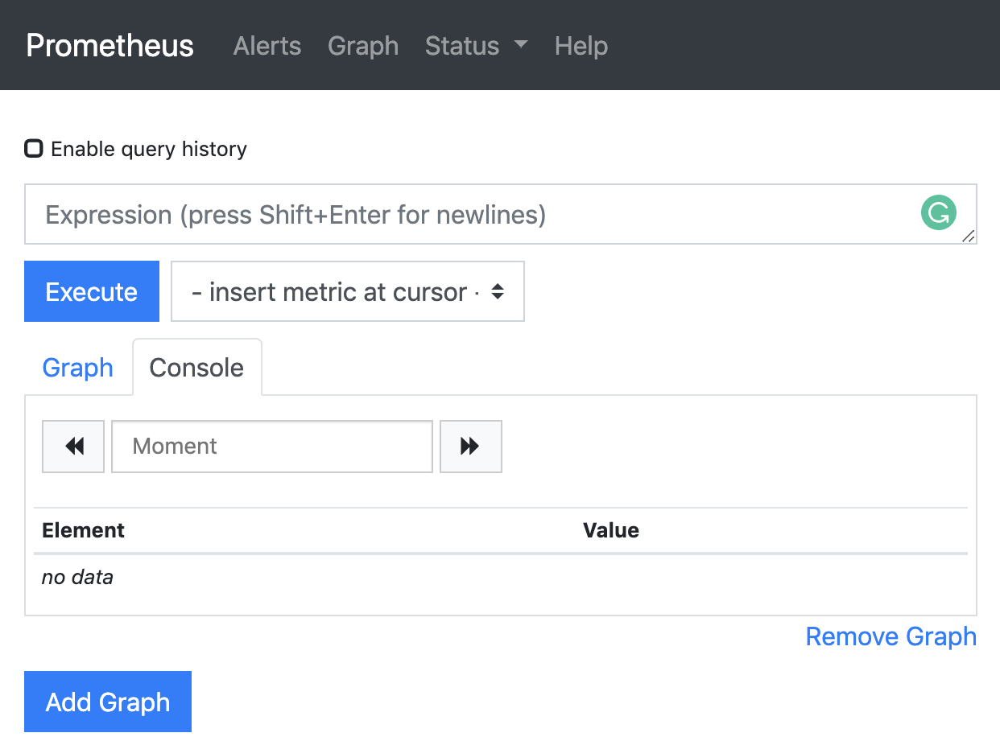 Prometheus Alerts Graph Status Help
Enable query history
Expression (press Shift+Enter for newlines)
Execute - insert metric at cursor -
Graph Console
Moment
Element Value
no data
Remove Graph
Add Graph